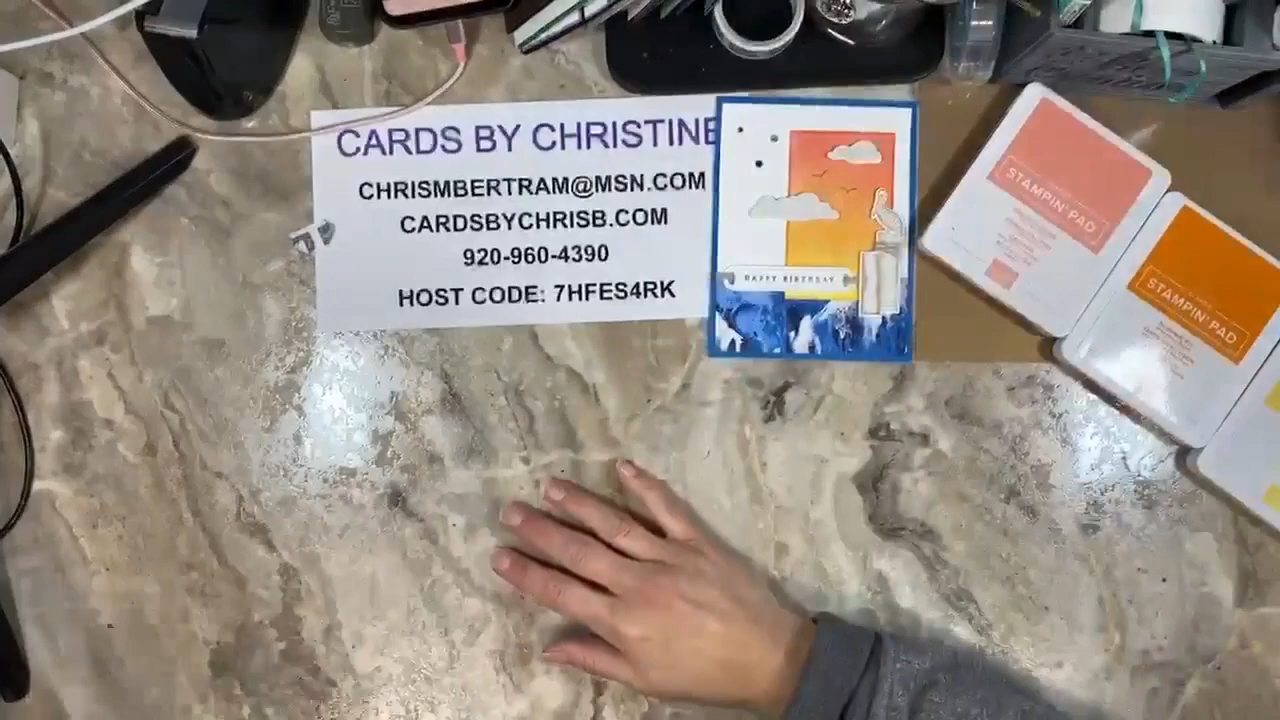 CARDS BY CHRISTINE
CHRISMBERTRAM@MSN.COM
CARDSBYCHRISB.COM
920-960-4390
HOST CODE: 7HFES4RK
HAPPY BIRTHDAY
STAMPIN' PAD
STAMPIN' PAD